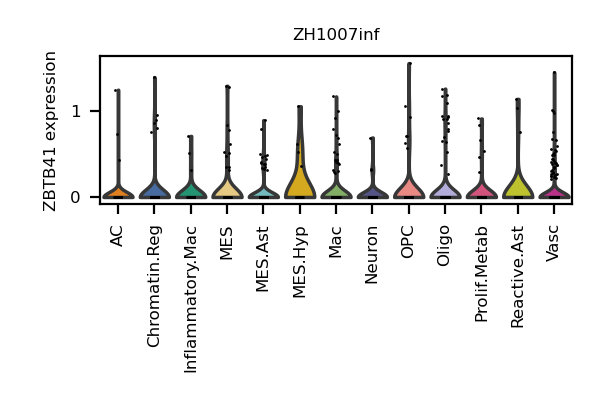 ZH1007inf
ZBTB41 expression
1
0
AC
Chromatin.Reg
Inflammatory.Mac
MES
MES.Ast
MES.Hyp
Mac
Neuron
OPC
Oligo
Prolif.Metab
Reactive.Ast
Vasc